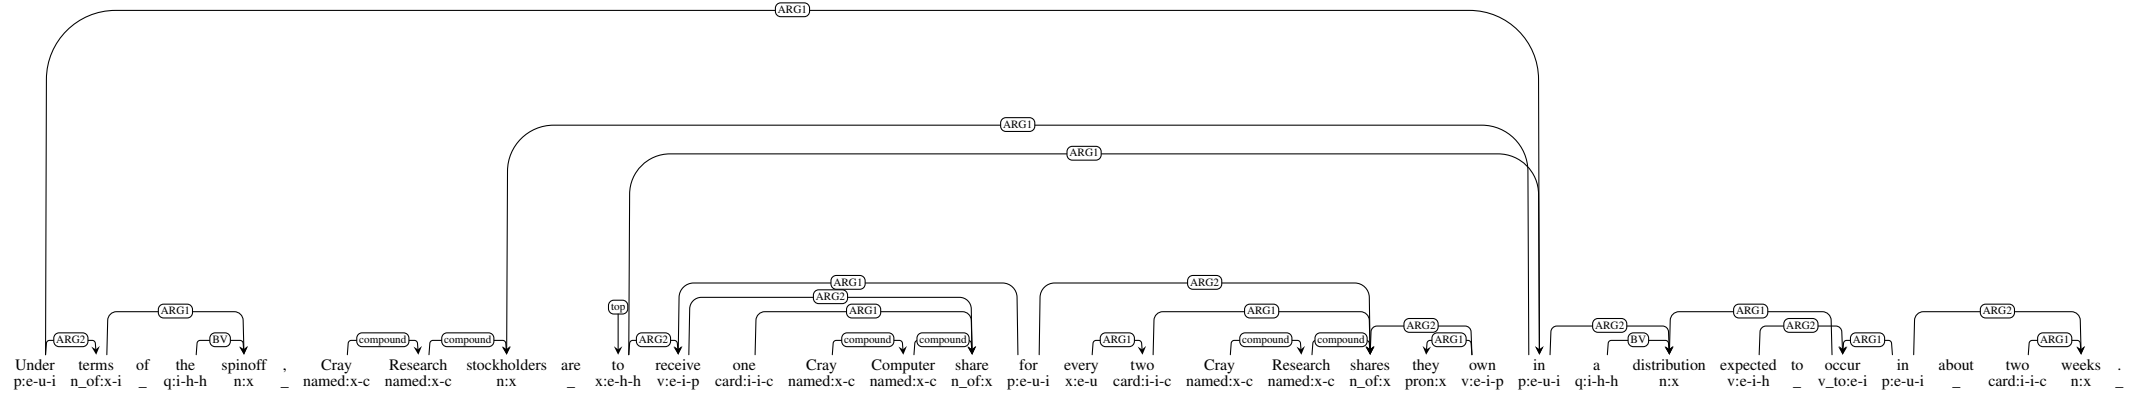 ARG1
ARG1
ARG1
ARG1 ARG2
top ARG2
ARG1 ARG1 ARG1 ARG1 ARG2
ARG2 ARG2 ARG2
ARG2 BV compound compound ARG2 compound compound ARG1 compound compound ARG1 BV ARG1 ARG1
Under terms of the spinoff , Cray Research stockholders are to receive one Cray Computer share for every two Cray Research shares they own in a distribution expected to occur in about two weeks .
p:e-u-i n_of:x-i _ q:i-h-h n:x _ named:x-c named:x-c n:x _ x:e-h-h v:e-i-p card:i-i-c named:x-c named:x-c n_of:x p:e-u-i x:e-u card:i-i-c named:x-c named:x-c n_of:x pron:x v:e-i-p p:e-u-i q:i-h-h n:x v:e-i-h _ v_to:e-i p:e-u-i _ card:i-i-c n:x _